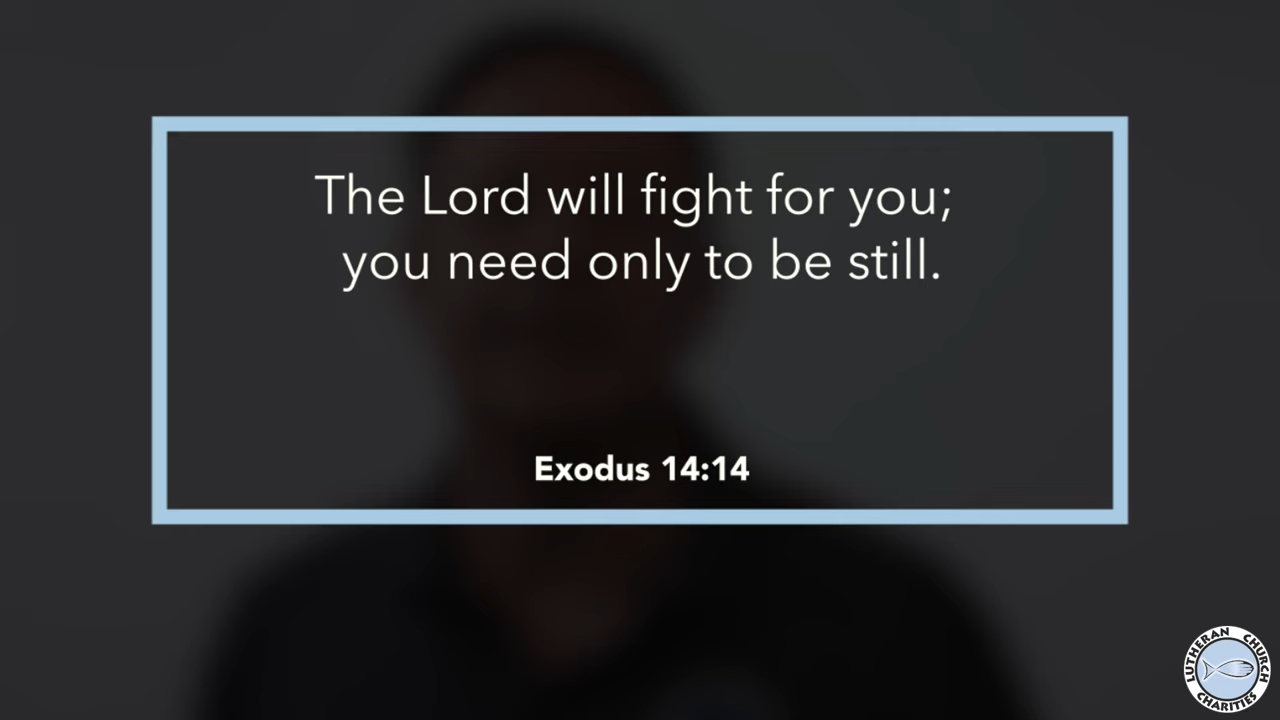 The Lord will fight for you;
you need only to be still.
Exodus 14:14
LUTHERAN CHURCH
CHARITIES